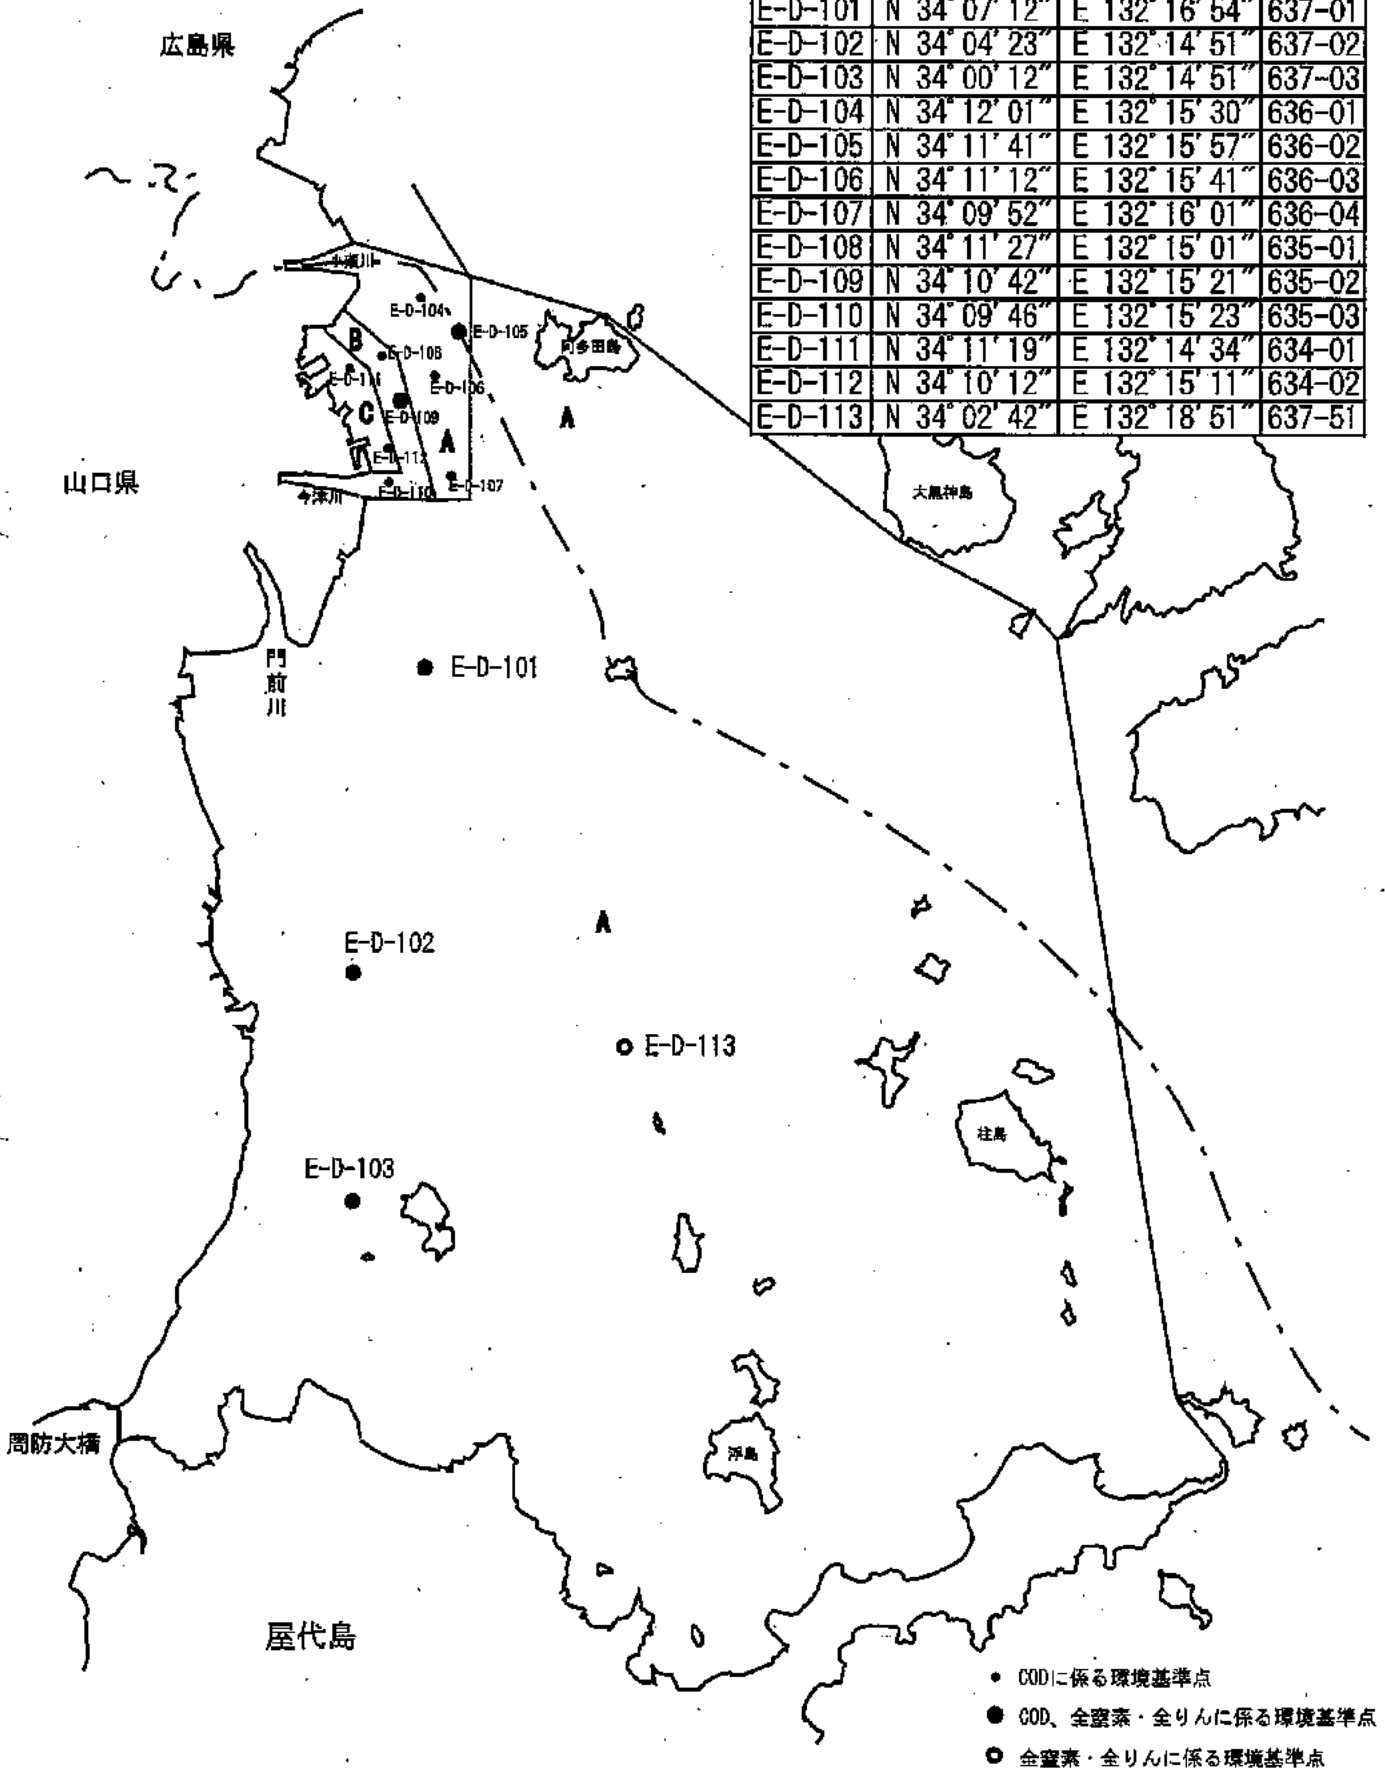 広島県
E-D-101 N 34°07'12" E 132°16'54" 637-01
E-D-102 N 34°04'23" E 132°14'51" 637-02
E-D-103 N 34°00'12" E 132°14'51" 637-03
E-D-104 N 34°12'01" E 132°15'30" 636-01
E-D-105 N 34°11'41" E 132°15'57" 636-02
E-D-106 N 34°11'12" E 132°15'41" 636-03
E-D-107 N 34°09'52" E 132°16'01" 636-04
E-D-108 N 34°11'27" E 132°15'01" 635-01
E-D-109 N 34°10'42" E 132°15'21" 635-02
E-D-110 N 34°09'46" E 132°15'23" 635-03
E-D-111 N 34°11'19" E 132°14'34" 634-01
E-D-112 N 34°10'12" E 132°15'11" 634-02
E-D-113 N 34°02'42" E 132°18'51" 637-51
小瀬川
E-D-104
E-D-105
B
E-D-108
阿多田島
E-D-111
E-D-106
C
E-D-109
A
A
E-D-112
山口県
今津川
E-D-110
E-D-107
大黒神島
門前川
E-D-101
A
E-D-102
E-D-113
柱島
E-D-103
周防大橋
浮島
屋代島
CODに係る環境基準点
COD、全窒素・全りんに係る環境基準点
全窒素・全りんに係る環境基準点